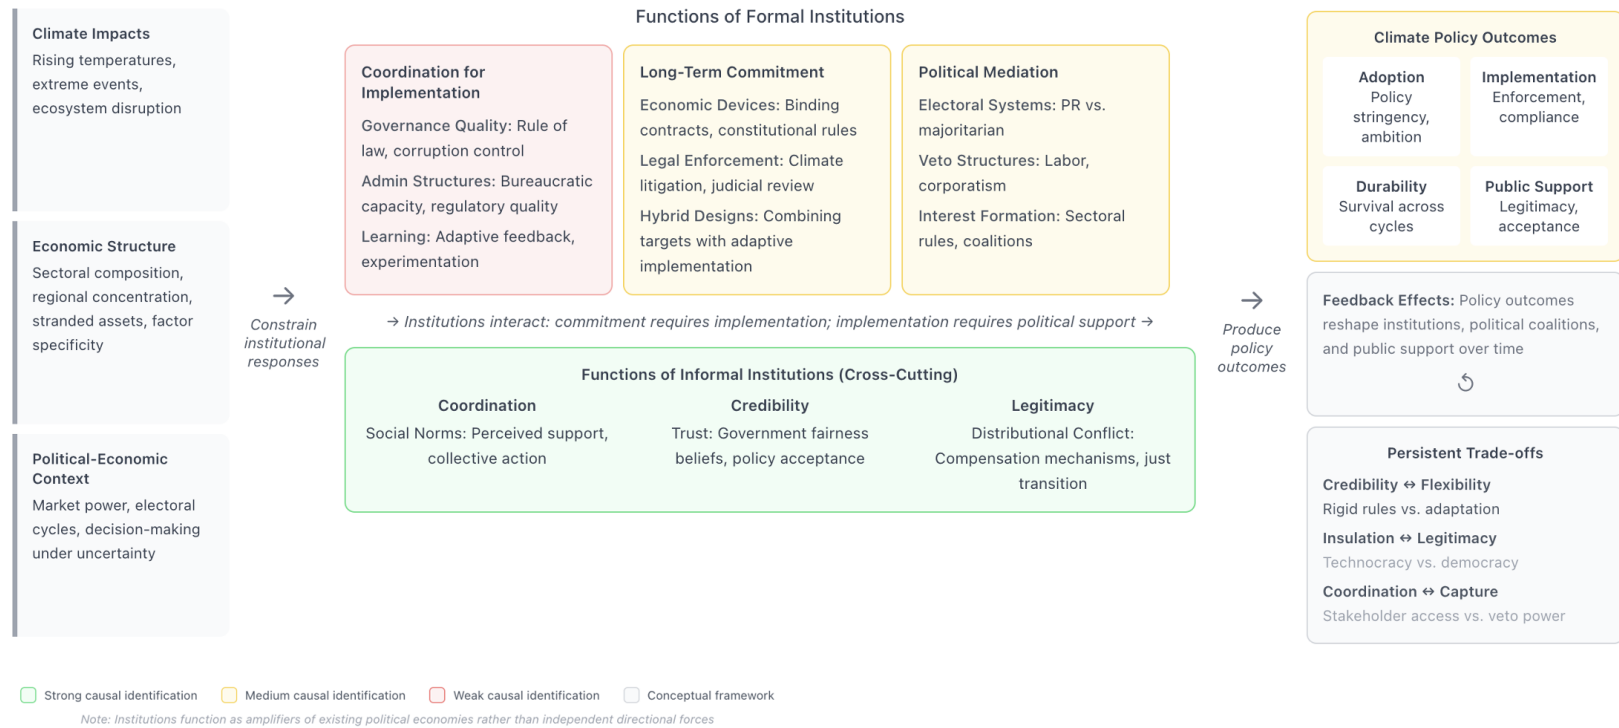 Climate Impacts
Rising temperatures,
extreme events,
ecosystem disruption
Economic Structure
Sectoral composition,
regional concentration,
stranded assets, factor
specificity
Political-Economic
Context
Market power, electoral
cycles, decision-making
under uncertainty
→
Constrain
institutional
responses
Functions of Formal Institutions
Coordination for
Implementation
Governance Quality: Rule of
law, corruption control
Admin Structures: Bureaucratic
capacity, regulatory quality
Learning: Adaptive feedback,
experimentation
Long-Term Commitment
Economic Devices: Binding
contracts, constitutional rules
Legal Enforcement: Climate
litigation, judicial review
Hybrid Designs: Combining
targets with adaptive
implementation
Political Mediation
Electoral Systems: PR vs.
majoritarian
Veto Structures: Labor,
corporatism
Interest Formation: Sectoral
rules, coalitions
→ Institutions interact: commitment requires implementation; implementation requires political support →
Functions of Informal Institutions (Cross-Cutting)
Coordination
Social Norms: Perceived support,
collective action
Credibility
Trust: Government fairness
beliefs, policy acceptance
Legitimacy
Distributional Conflict:
Compensation mechanisms, just
transition
→
Produce
policy
outcomes
Climate Policy Outcomes
Adoption
Policy
stringency,
ambition
Implementation
Enforcement,
compliance
Durability
Survival across
cycles
Public Support
Legitimacy,
acceptance
Feedback Effects: Policy outcomes
reshape institutions, political coalitions,
and public support over time
Persistent Trade-offs
Credibility ↔ Flexibility
Rigid rules vs. adaptation
Insulation ↔ Legitimacy
Technocracy vs. democracy
Coordination ↔ Capture
Stakeholder access vs. veto power
Strong causal identification
Medium causal identification
Weak causal identification
Conceptual framework
Note: Institutions function as amplifiers of existing political economies rather than independent directional forces